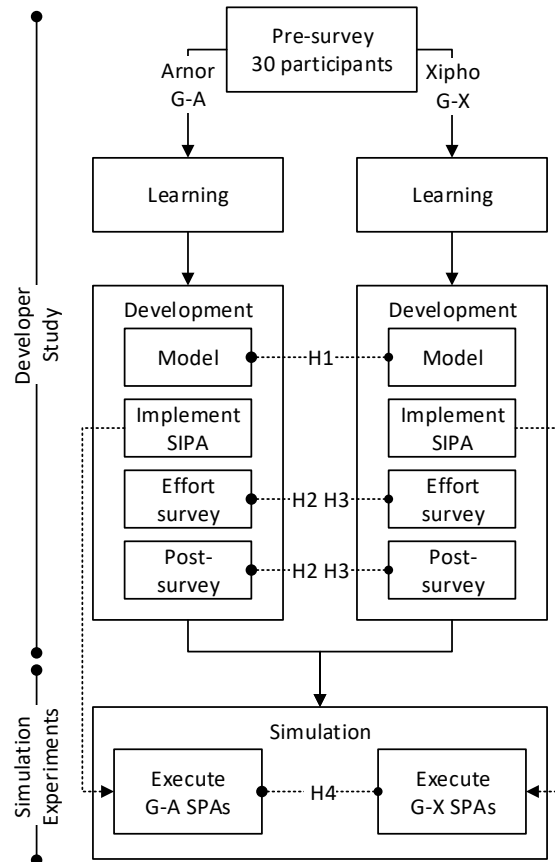 Pre-survey
30 participants
Arnor
G-A
Xipho
G-X
Learning
Learning
Developer
Study
Development
Development
Model
H1
Model
Implement
SIPA
Implement
SIPA
Effort
survey
H2 H3
Effort
survey
Post-
survey
H2 H3
Post-
survey
Simulation
Experiments
Simulation
Execute
G-A SPAs
H4
Execute
G-X SPAs